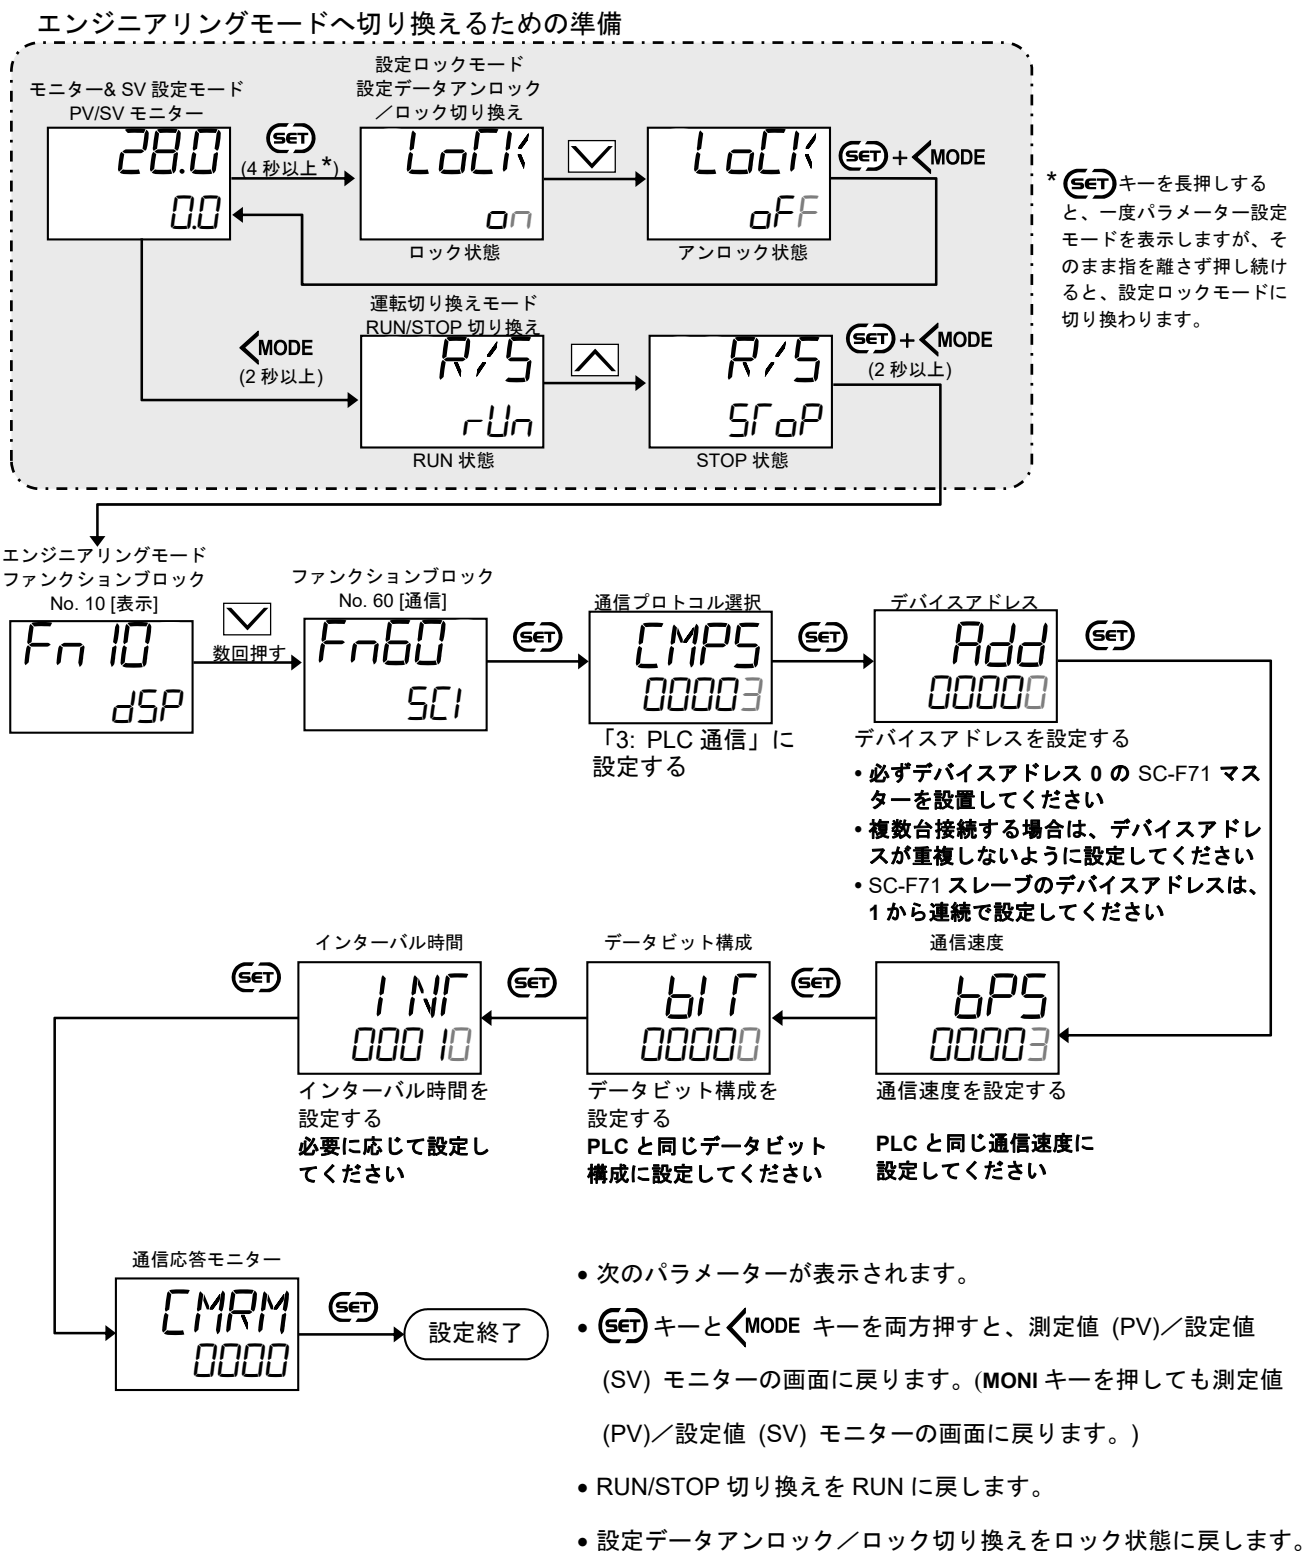 エンジニアリングモードへ切り換えるための準備
モニター& SV 設定モード
PV/SV モニター
28.0
0.0
SET
(4 秒以上*)
設定ロックモード
設定データアンロック
／ロック切り換え
LoCK
on
ロック状態
LoCK
oFF
アンロック状態
SET + MODE
* SET キーを長押しする
と、一度パラメーター設定
モードを表示しますが、そ
のまま指を離さず押し続け
ると、設定ロックモードに
切り換わります。
MODE
(2 秒以上)
運転切り換えモード
RUN/STOP 切り換え
R/S
rUn
RUN 状態
R/S
SToP
STOP 状態
SET + MODE
(2 秒以上)
エンジニアリングモード
ファンクションブロック
No. 10 [表示]
Fn10
dSP
数回押す
ファンクションブロック
No. 60 [通信]
Fn60
SCI
SET
通信プロトコル選択
CMPS
00003
「3: PLC 通信」に
設定する
SET
デバイスアドレス
Add
00000
SET
デバイスアドレスを設定する
• 必ずデバイスアドレス 0 の SC-F71 マス
ターを設置してください
• 複数台接続する場合は、デバイスアドレ
スが重複しないように設定してください
• SC-F71 スレーブのデバイスアドレスは、
1 から連続で設定してください
通信速度
bPS
00003
通信速度を設定する
PLC と同じ通信速度に
設定してください
SET
データビット構成
bIT
00000
データビット構成を
設定する
PLC と同じデータビット
構成に設定してください
SET
インターバル時間
INT
00010
インターバル時間を
設定する
必要に応じて設定し
てください
SET
通信応答モニター
CMRM
0000
SET
設定終了
• 次のパラメーターが表示されます。
• SET キーと MODE キーを両方押すと、測定値 (PV)／設定値
(SV) モニターの画面に戻ります。(MONI キーを押しても測定値
(PV)／設定値 (SV) モニターの画面に戻ります。)
• RUN/STOP 切り換えを RUN に戻します。
• 設定データアンロック／ロック切り換えをロック状態に戻します。